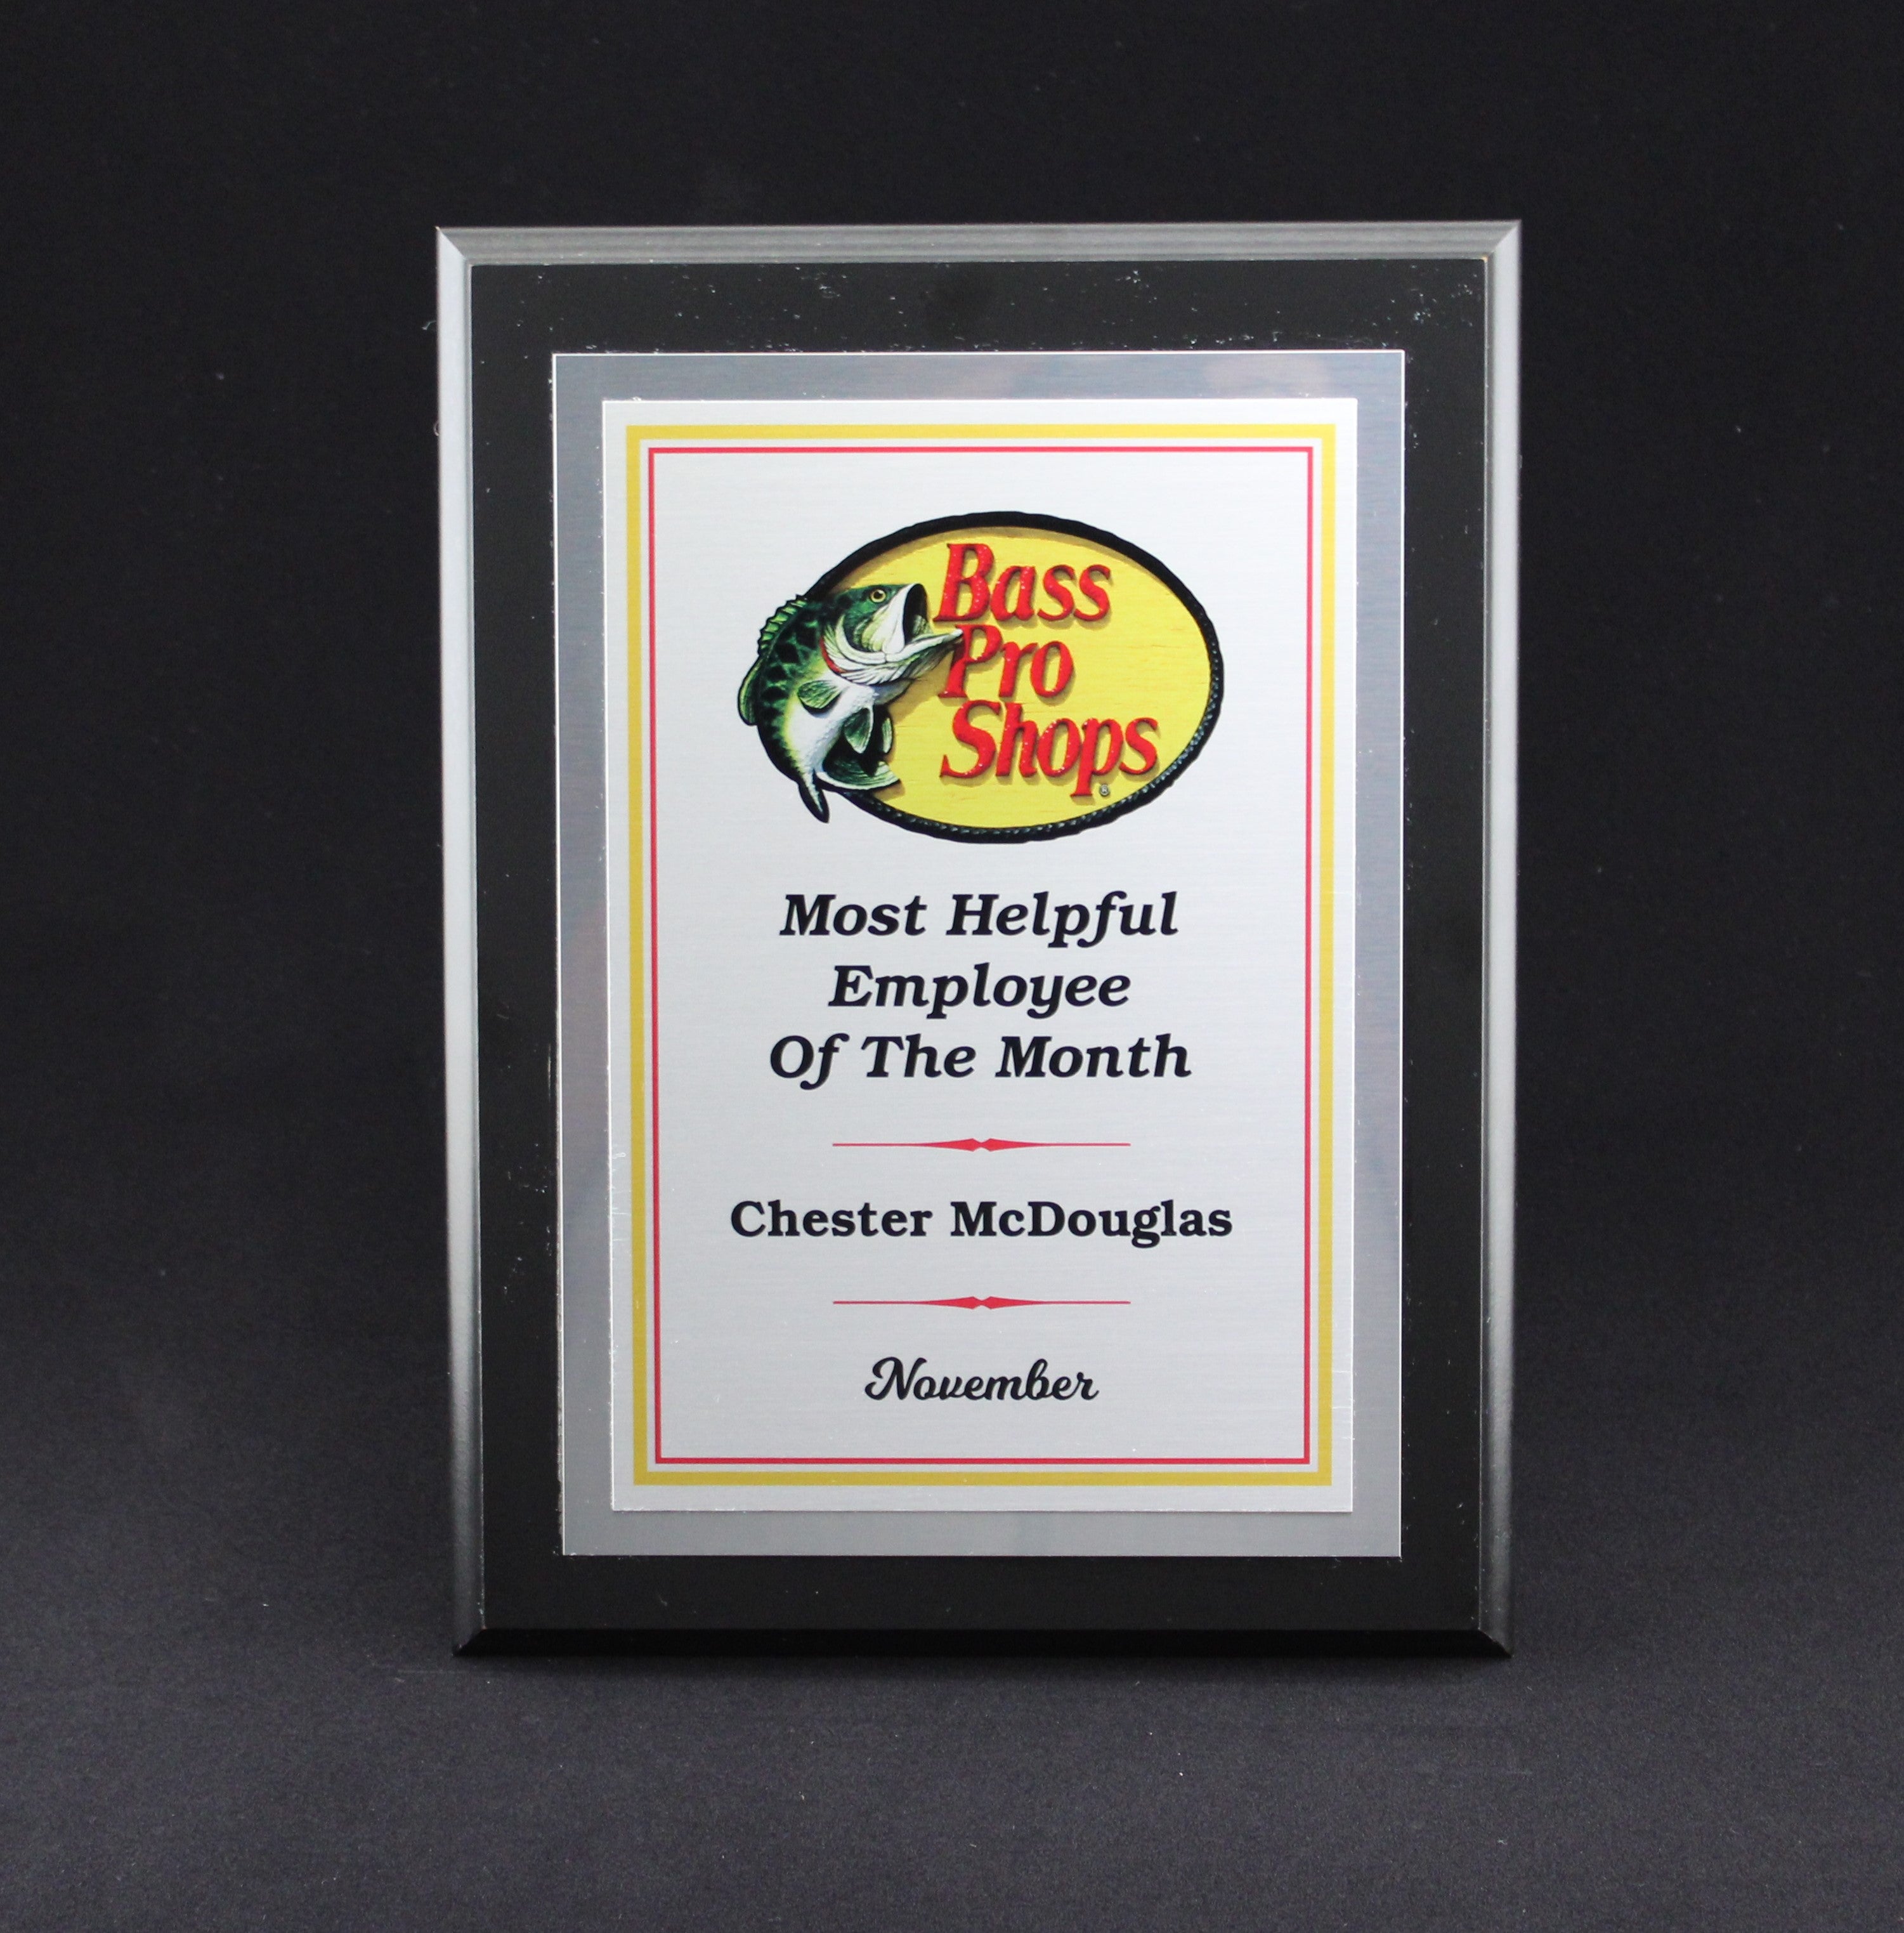 Bass
Pro
Shops®
Most Helpful
Employee
Of The Month
Chester McDouglas
November